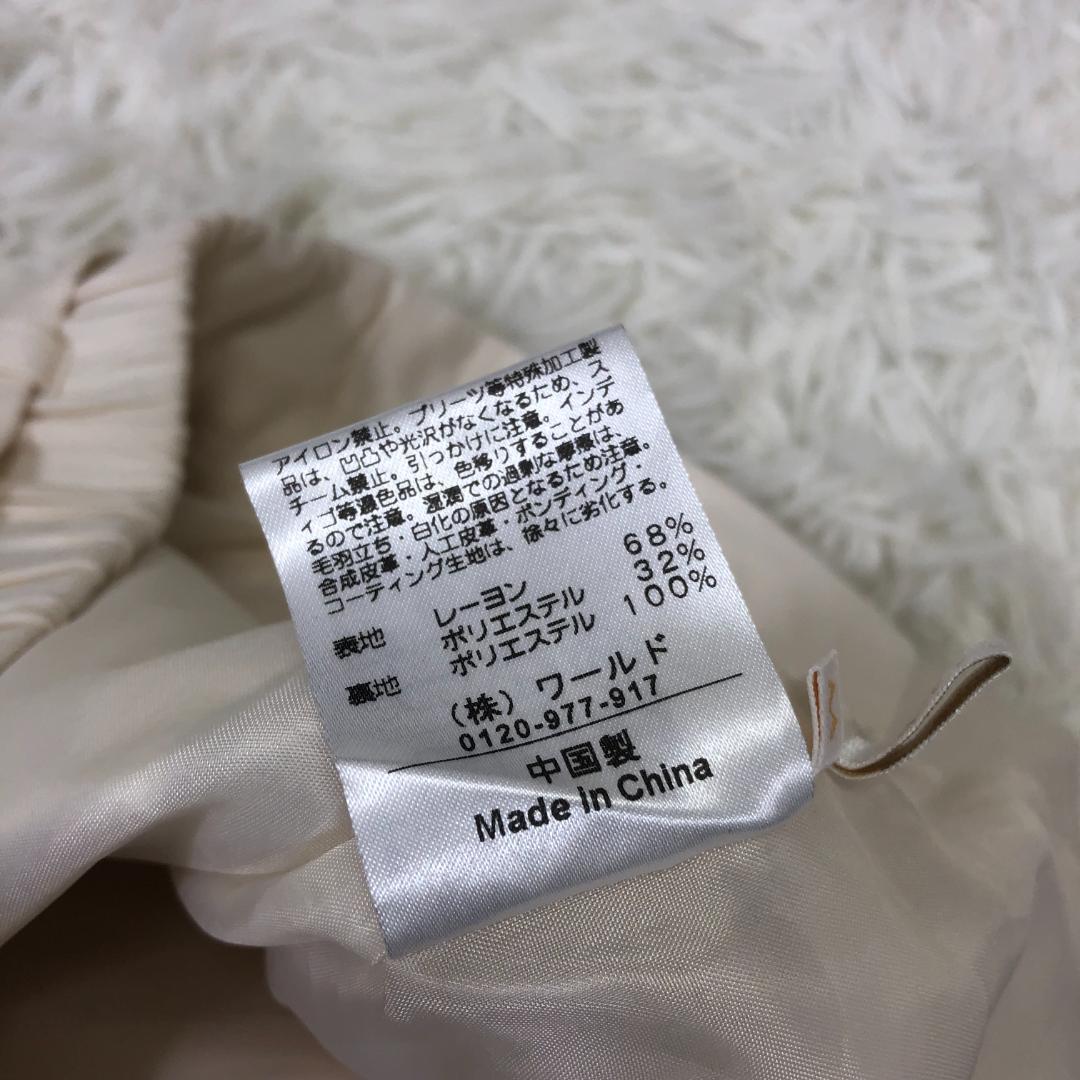 アイロン禁止。プリーツ等特殊加工製
品は、凹凸や光沢がなくなるため、ス
チーム禁止。引っかけに注意。インデ
ィゴ等濃色品は、色移りすることがあ
るので注意。湿潤での過剰な摩擦は、
毛羽立ち・白化の原因となるため注意。
合成皮革・人工皮革・ボンディング・
コーティング生地は、徐々に劣化する。
表地 レーヨン 68%
ポリエステル 32%
裏地 ポリエステル 100%
(株) ワールド
0120-977-917
中国製
Made in China